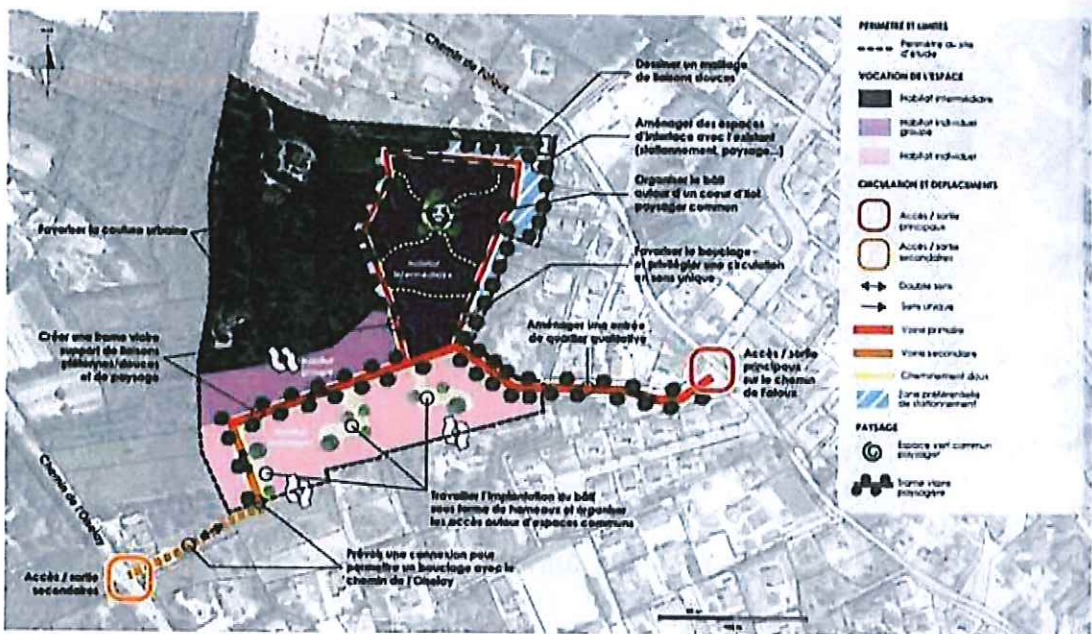 Chemin de Faloux
Dessiner un maillage
de liaisons douces
Aménager des espaces
d'interface avec l'existant
(stationnement, paysage...)
Organiser le bâti
autour d'un coeur d'îlot
paysager commun
Favoriser la couture urbaine
Habitat
intermédiaire
Favoriser le bouclage
et privilégier une circulation
en sens unique
Créer une trame viaire
support de liaisons
piétonnes/douces
et de paysage
Aménager une entrée
de quartier qualitative
Accès / sortie
principaux
sur le chemin
de Faloux
Travailler l'implantation du bâti
sous forme de hameaux et organiser
les accès autour d'espaces communs
Chemin de l'Oiselay
Prévoir une connexion pour
permettre un bouclage avec le
chemin de l'Oiselay
Accès / sortie
secondaires
PERIMETRE ET LIMITES
Périmètre du site
d'étude
VOCATION DE L'ESPACE
Habitat intermédiaire
Habitat individuel
groupé
Habitat individuel
CIRCULATION ET DEPLACEMENTS
Accès / sortie
principaux
Accès / sortie
secondaires
Double sens
Sens unique
Voirie primaire
Voirie secondaire
Cheminement doux
Zone préférentielle
de stationnement
PAYSAGE
Espace vert commun
paysager
Trame viaire
paysagère